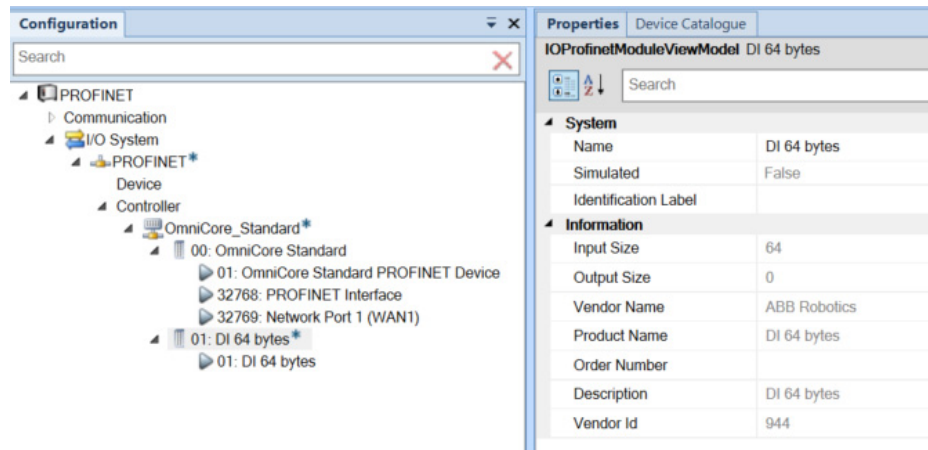 Configuration
Search
PROFINET
Communication
I/O System
PROFINET*
Device
Controller
OmniCore_Standard*
00: OmniCore Standard
01: OmniCore Standard PROFINET Device
32768: PROFINET Interface
32769: Network Port 1 (WAN1)
01: DI 64 bytes*
01: DI 64 bytes
Properties Device Catalogue
IOProfinetModuleViewModel DI 64 bytes
A Z Search
System
Name DI 64 bytes
Simulated False
Identification Label
Information
Input Size 64
Output Size 0
Vendor Name ABB Robotics
Product Name DI 64 bytes
Order Number
Description DI 64 bytes
Vendor Id 944